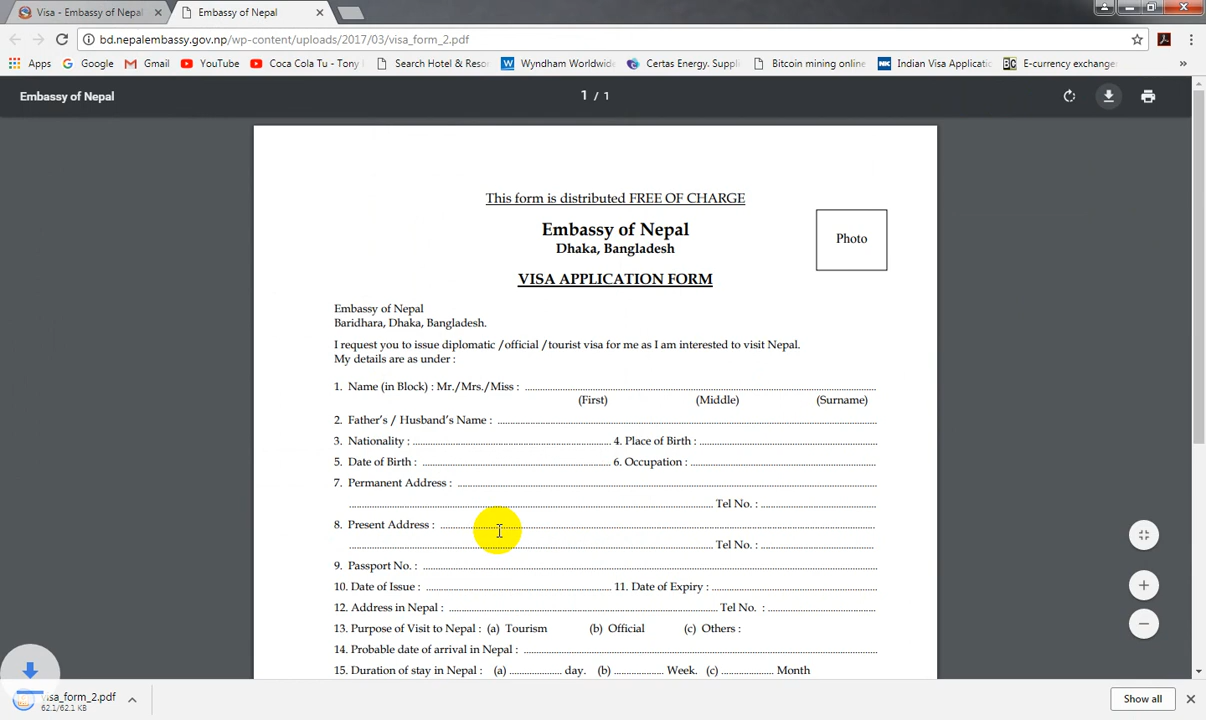 Visa - Embassy of Nepal
Embassy of Nepal
bd.nepalembassy.gov.np/wp-content/uploads/2017/03/visa_form_2.pdf
Apps Google Gmail YouTube Coca Cola Tu - Tony Search Hotel & Resor Wyndham Worldwide Certas Energy. Suppli Bitcoin mining online Indian Visa Applicati E-currency exchange »
Embassy of Nepal 1 / 1
This form is distributed FREE OF CHARGE
Embassy of Nepal
Dhaka, Bangladesh
Photo
VISA APPLICATION FORM
Embassy of Nepal
Baridhara, Dhaka, Bangladesh.
I request you to issue diplomatic /official /tourist visa for me as I am interested to visit Nepal.
My details are as under :
1. Name (in Block) : Mr./Mrs./Miss :
(First) (Middle) (Surname)
2. Father's / Husband's Name :
3. Nationality : 4. Place of Birth :
5. Date of Birth : 6. Occupation :
7. Permanent Address :
Tel No. :
8. Present Address :
Tel No. :
9. Passport No. :
10. Date of Issue : 11. Date of Expiry :
12. Address in Nepal : Tel No. :
13. Purpose of Visit to Nepal : (a) Tourism (b) Official (c) Others :
14. Probable date of arrival in Nepal :
15. Duration of stay in Nepal : (a) day. (b) Week. (c) Month
visa_form_2.pdf
62.1/62.1 KB
Show all